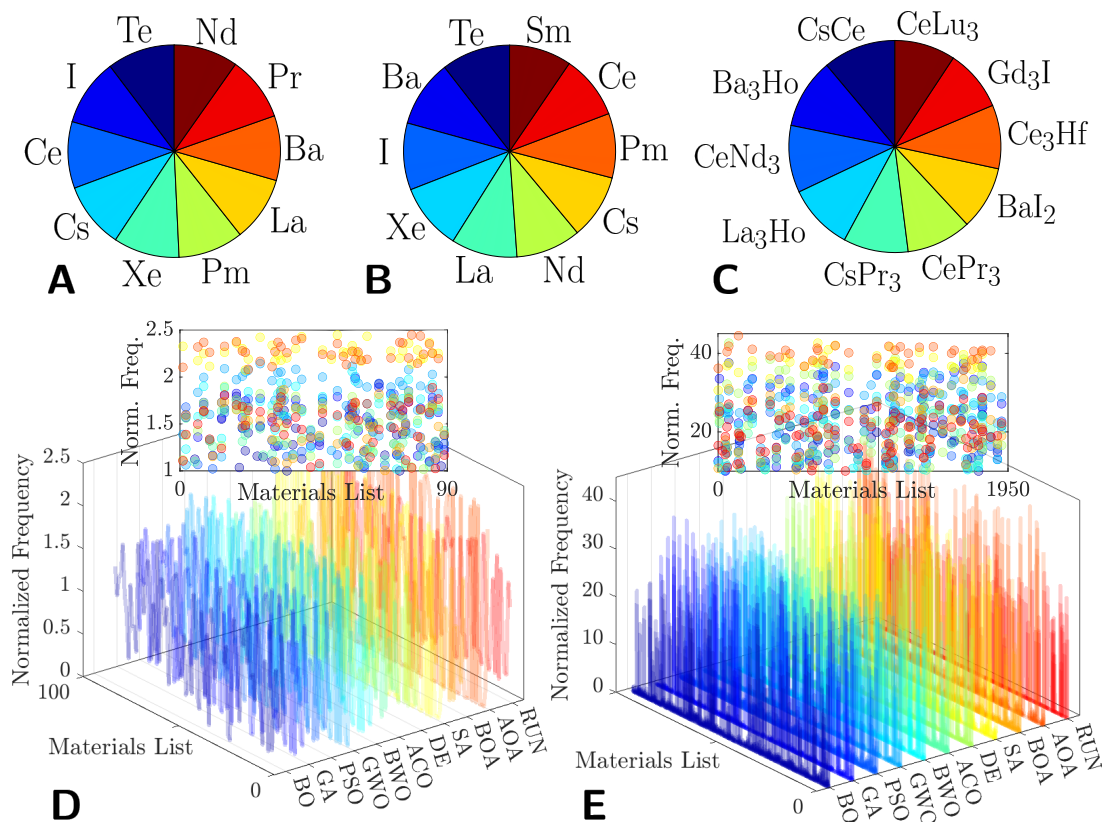 Te Nd
I Pr
Ce Ba
Cs La
Xe Pm
A
Te Sm
Ba Ce
I Pm
Xe Cs
La Nd
B
CsCe CeLu3
Ba3Ho Gd3I
CeNd3 Ce3Hf
La3Ho BaI2
CsPr3 CePr3
C
2.5
2
1.5
1
Norm. Freq.
0 Materials List 90
2.5
2
1.5
1
0.5
0
Normalized Frequency
100
Materials List
0
BO
GA
PSO
GWO
BWO
ACO
DE
SA
BOA
AOA
RUN
D
40
20
Norm. Freq.
0 Materials List 1950
40
30
20
10
0
Normalized Frequency
Materials List
0
BO
GA
PSO
GWO
BWO
ACO
DE
SA
BOA
AOA
RUN
E